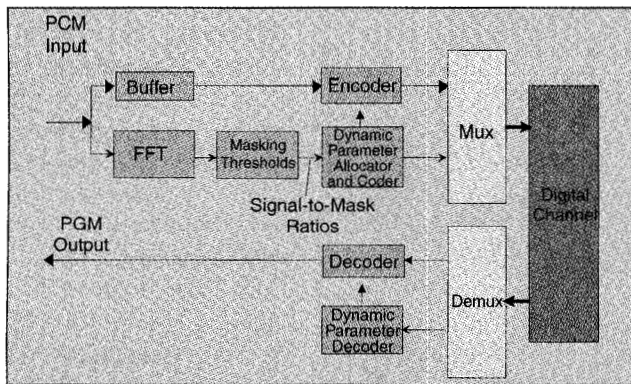 PCM
Input
Buffer
Encoder
Mux
FFT
Masking
Thresholds
Dynamic
Parameter
Allocator
and Coder
Signal-to-Mask
Ratios
Digital
Channel
PGM
Output
Decoder
Demux
Dynamic
Parameter
Decoder